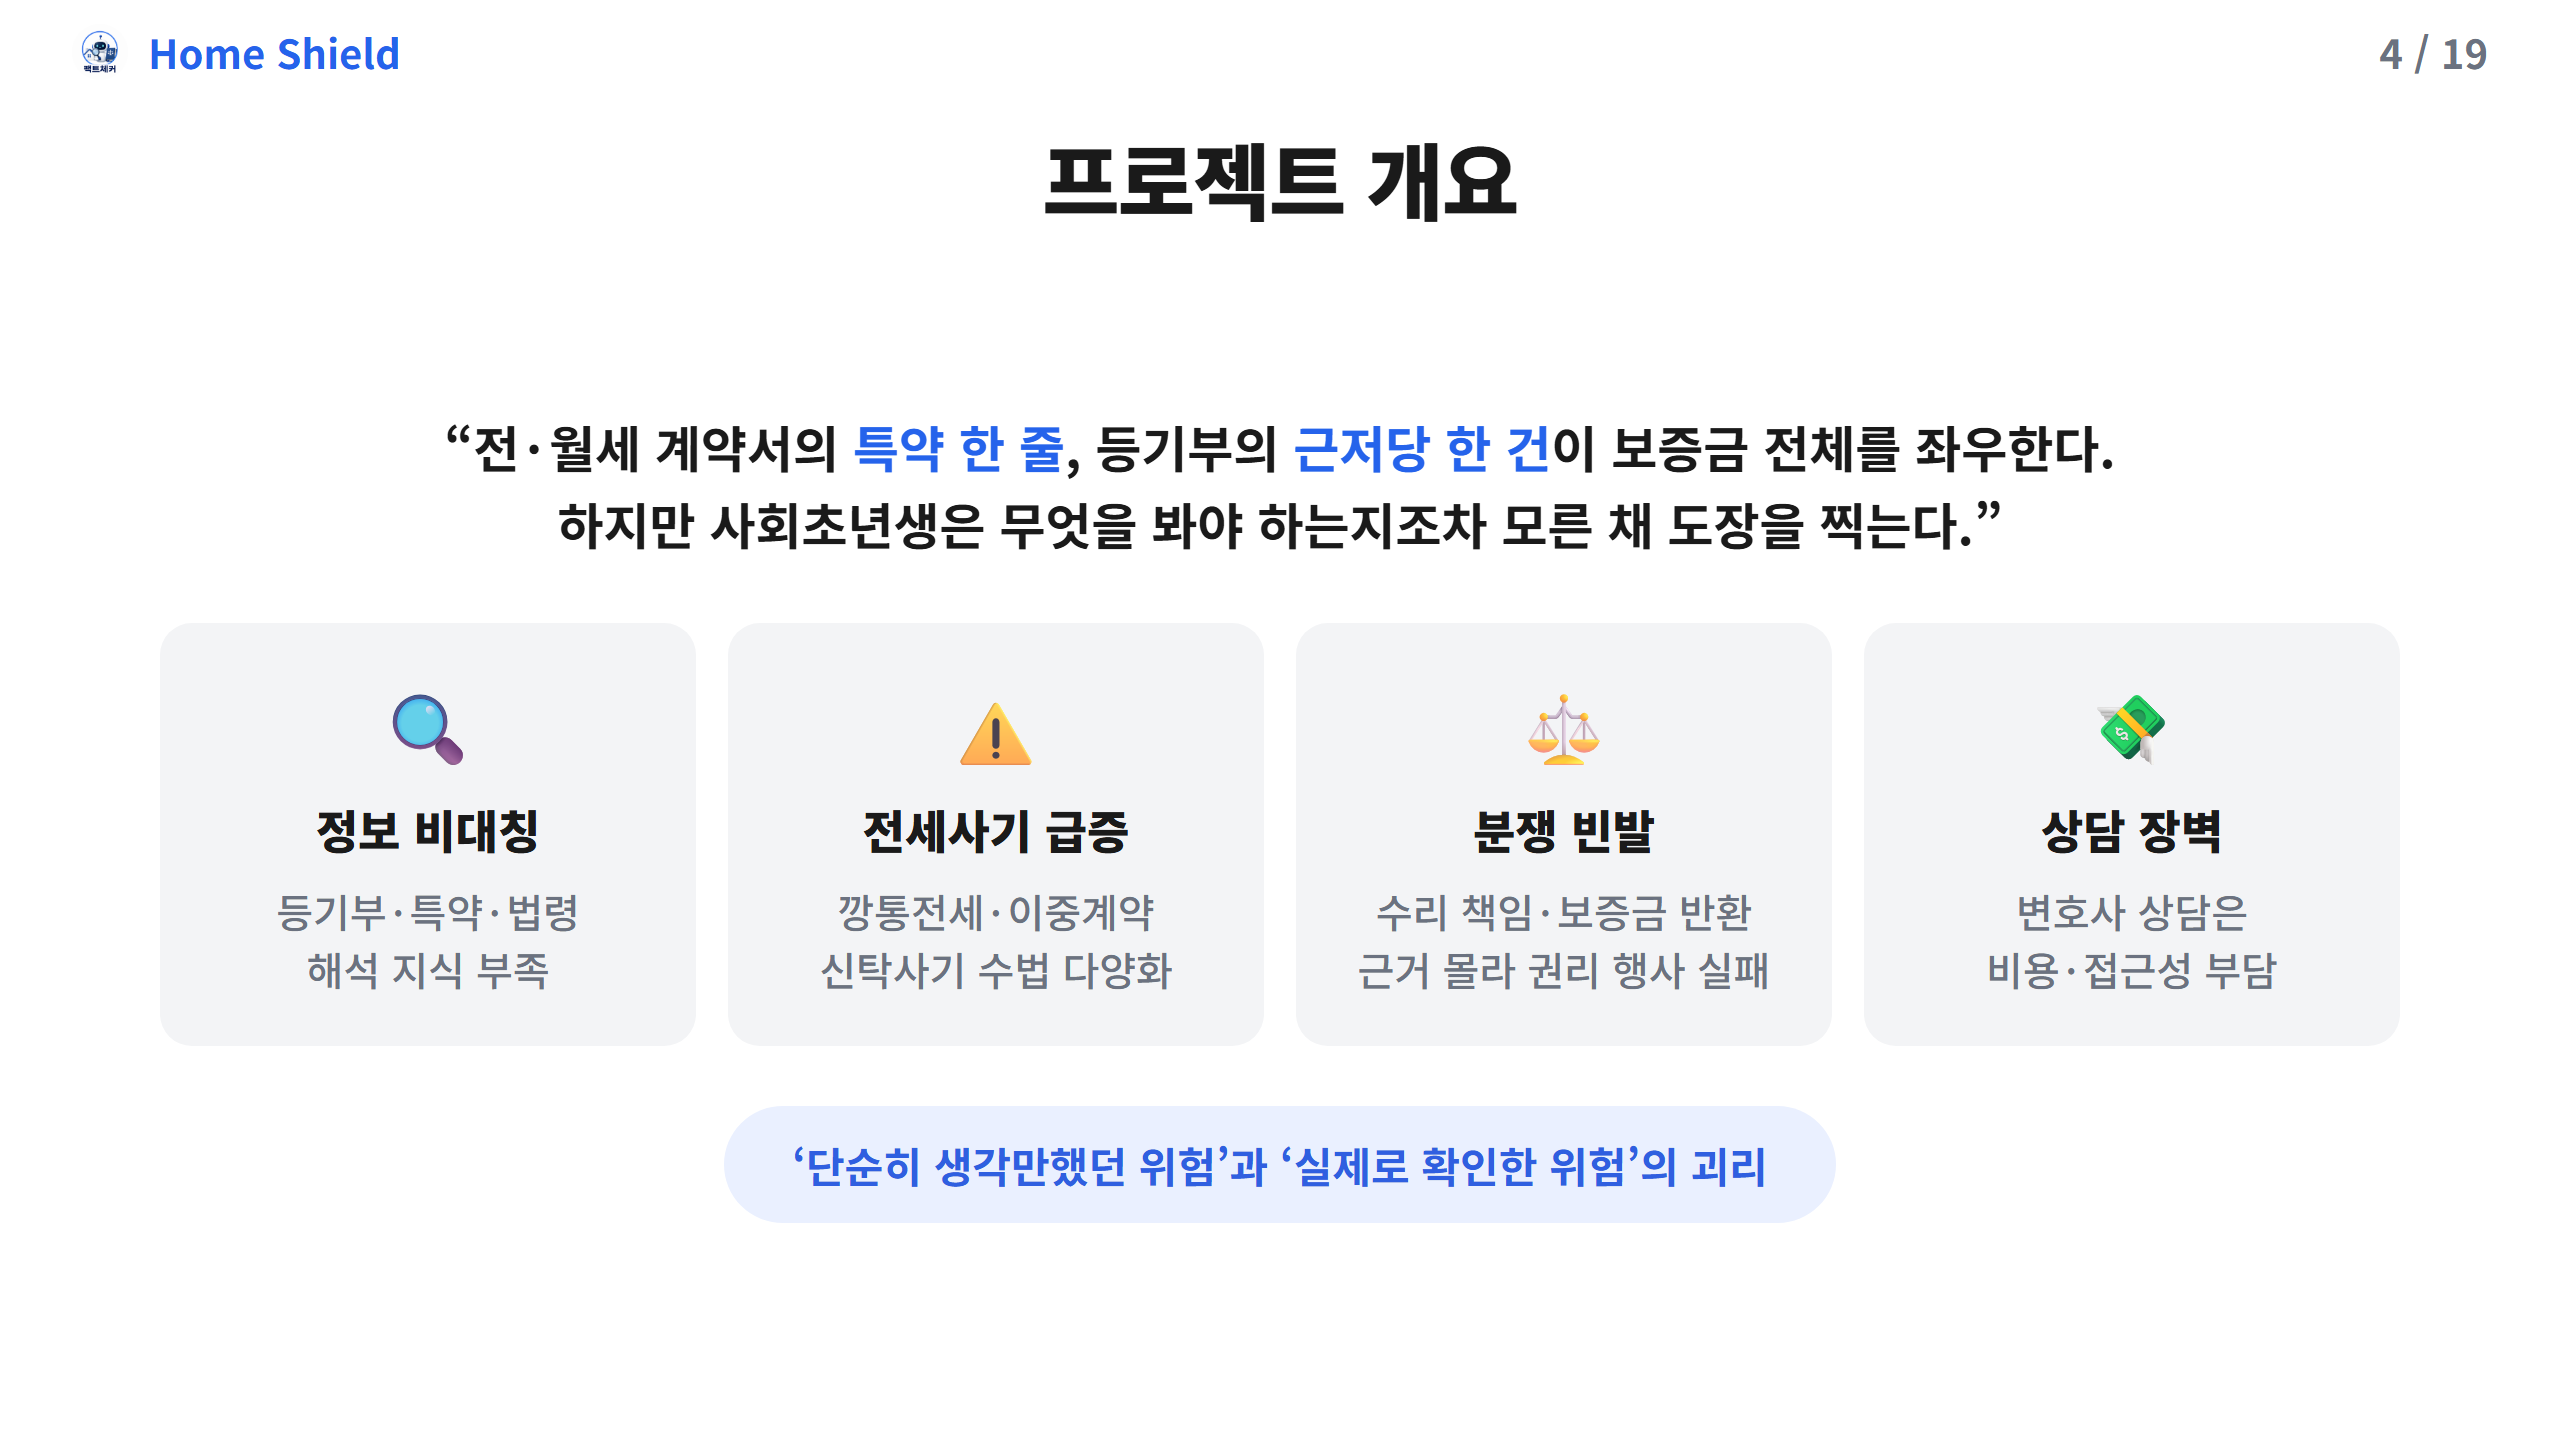 팩트체커
Home Shield
4 / 19
프로젝트 개요
“전·월세 계약서의 특약 한 줄, 등기부의 근저당 한 건이 보증금 전체를 좌우한다.
하지만 사회초년생은 무엇을 봐야 하는지조차 모른 채 도장을 찍는다.”
정보 비대칭
등기부·특약·법령
해석 지식 부족
전세사기 급증
깡통전세·이중계약
신탁사기 수법 다양화
분쟁 빈발
수리 책임·보증금 반환
근거 몰라 권리 행사 실패
상담 장벽
변호사 상담은
비용·접근성 부담
‘단순히 생각만했던 위험’과 ‘실제로 확인한 위험’의 괴리